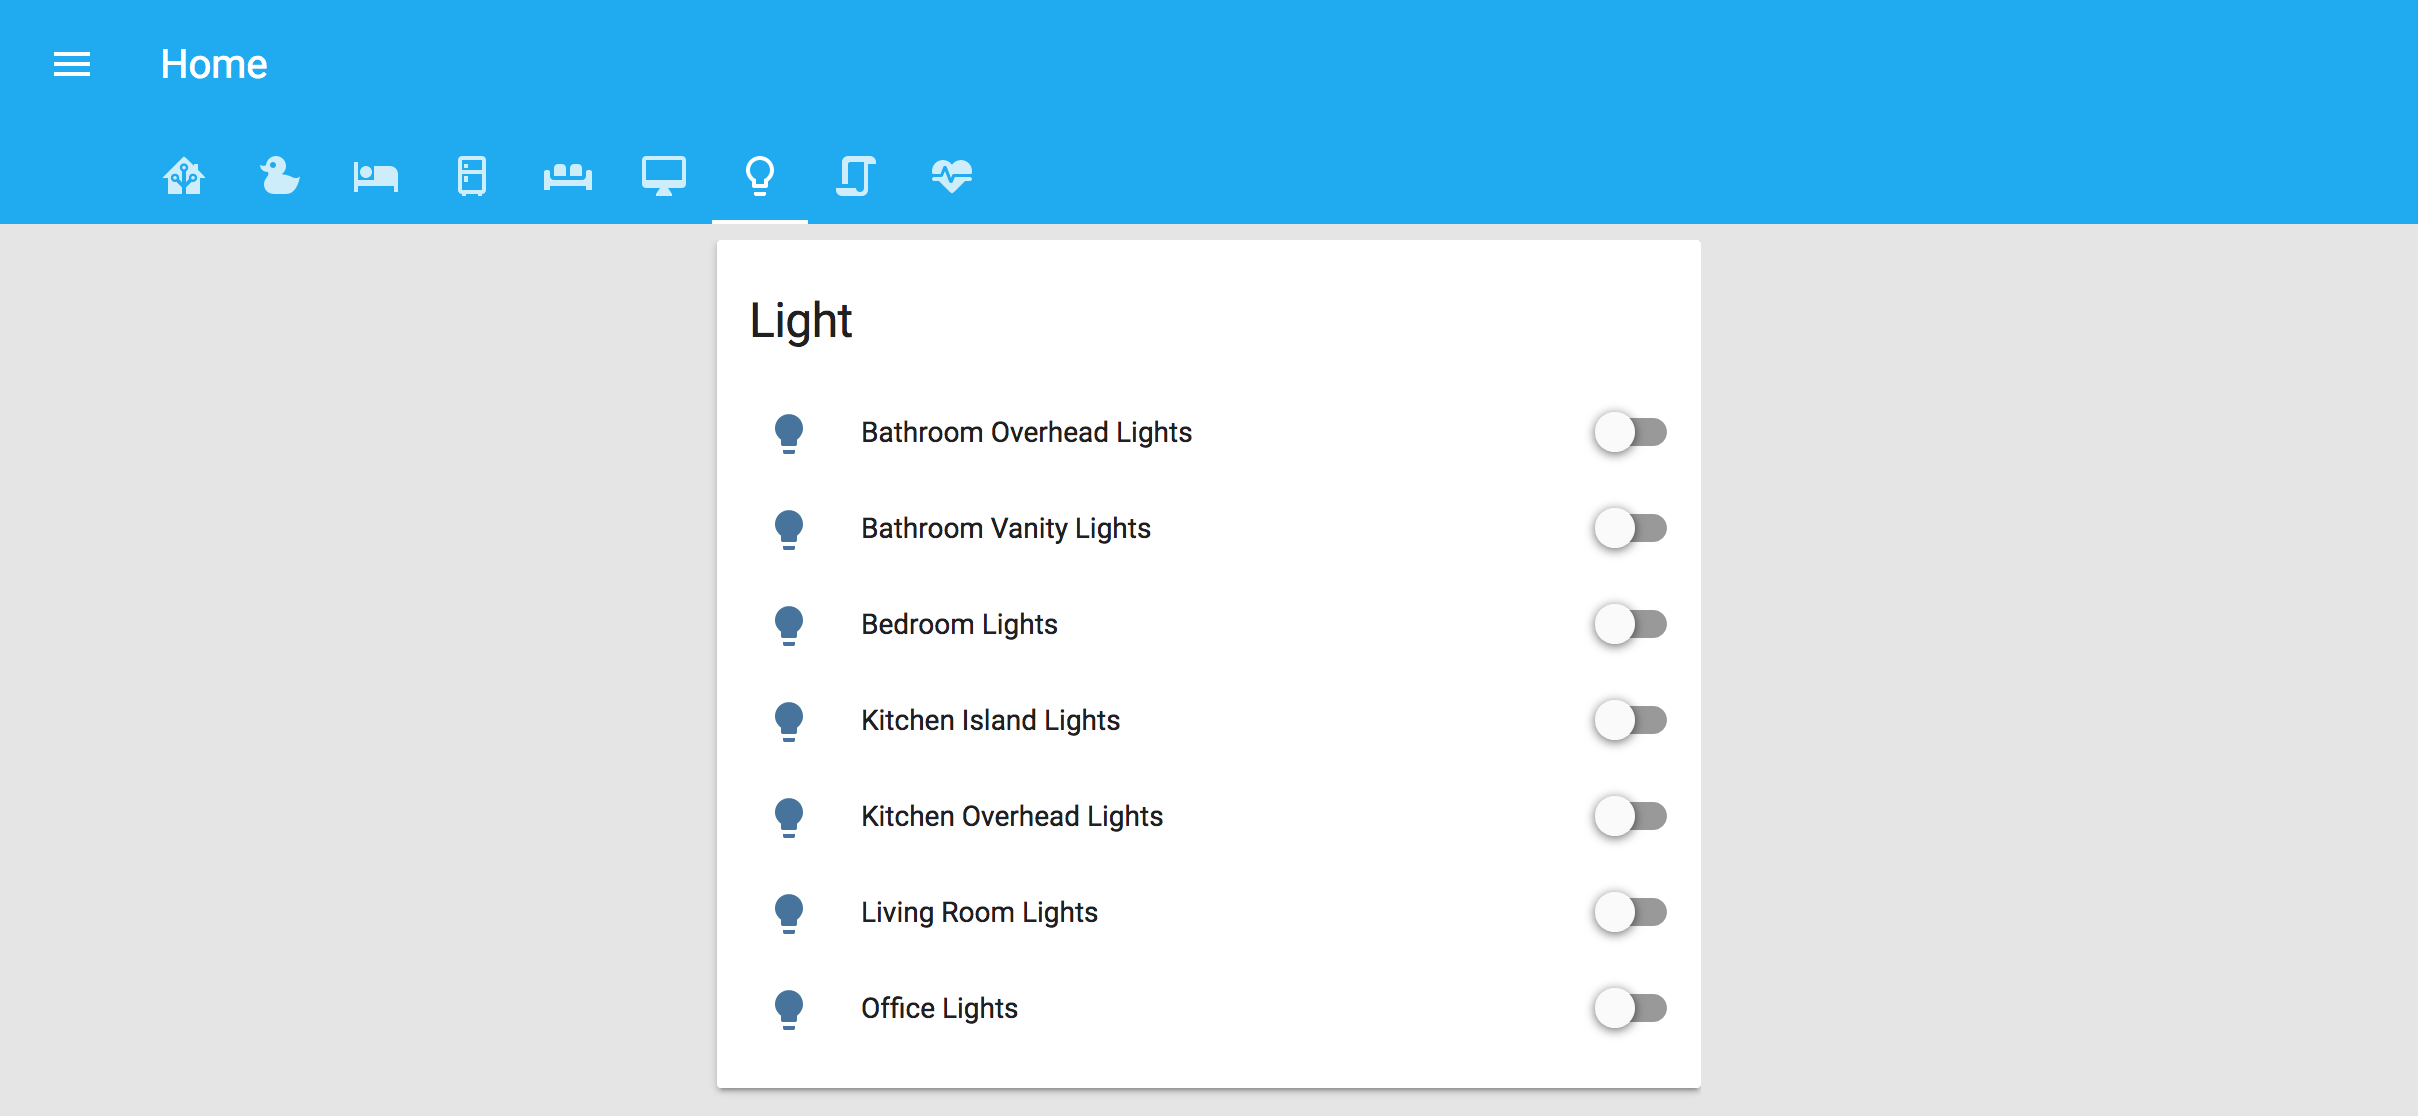 Home
Light
Bathroom Overhead Lights
Bathroom Vanity Lights
Bedroom Lights
Kitchen Island Lights
Kitchen Overhead Lights
Living Room Lights
Office Lights